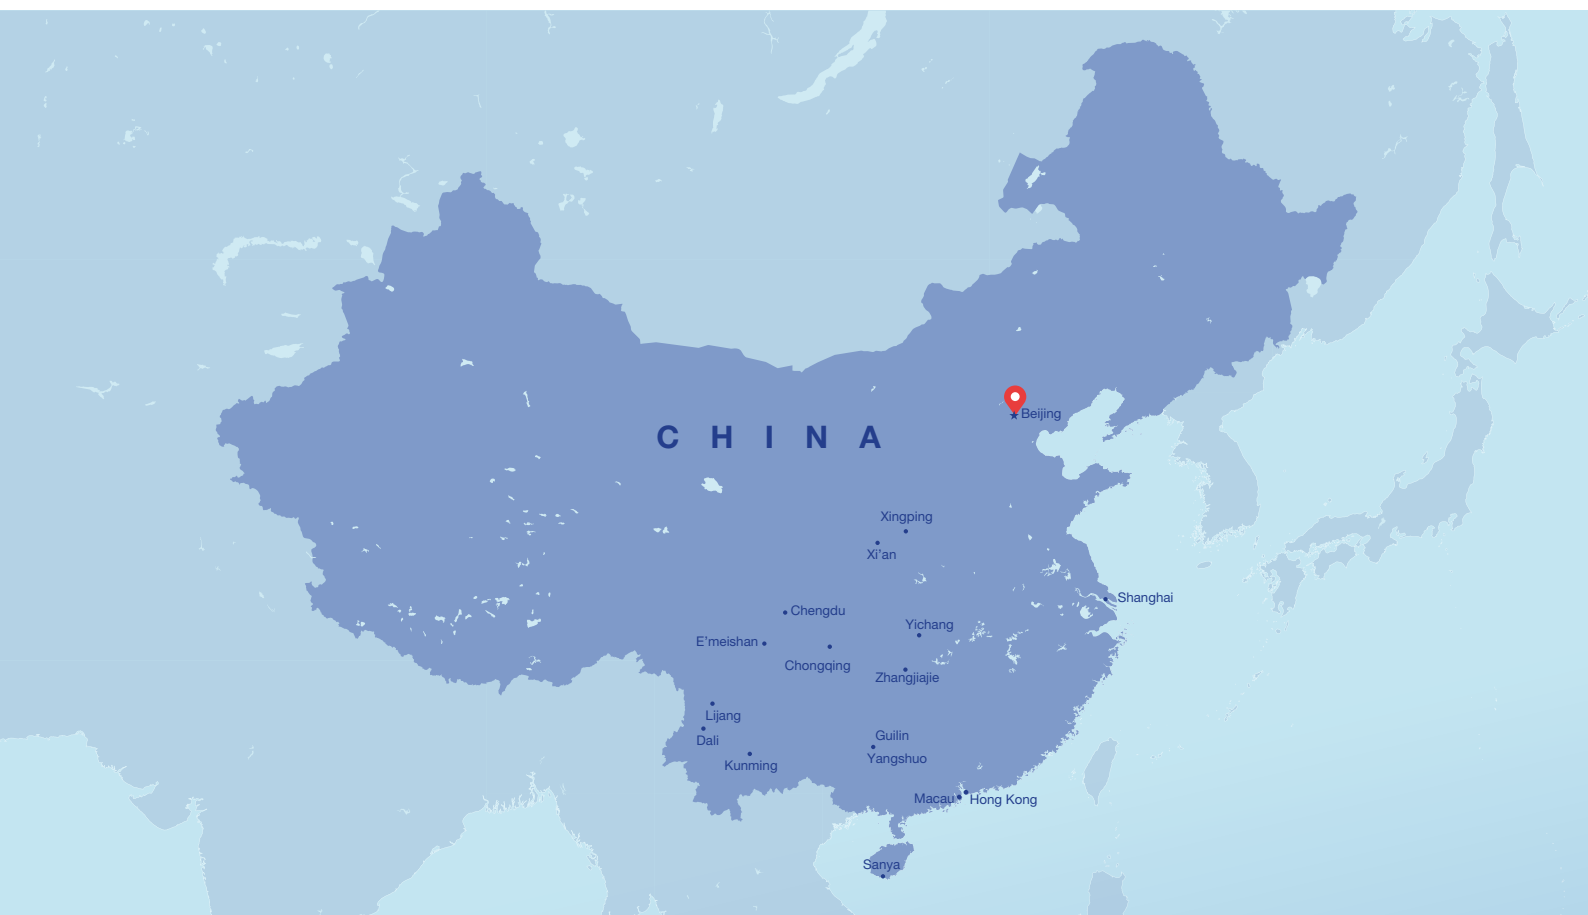 Beijing
C H I N A
Xingping
Xi'an
Shanghai
Chengdu
Yichang
E'meishan
Chongqing
Zhangjiajie
Lijang
Dali
Guilin
Yangshuo
Kunming
Macau
Hong Kong
Sanya